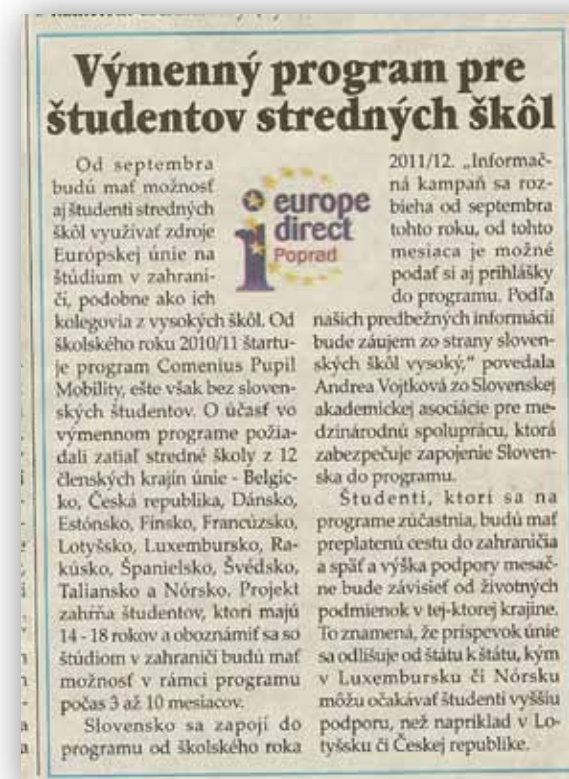 Výmenný program pre
študentov stredných škôl
Od septembra
budú mať možnosť
aj študenti stredných
škôl využívať zdroje
Európskej únie na
štúdium v zahrani-
čí, podobne ako ich
kolegovia z vysokých škôl. Od
školského roku 2010/11 štartu-
je program Comenius Pupil
Mobility, ešte však bez sloven-
ských študentov. O účasť vo
výmennom programe požia-
dali zatiaľ stredné školy z 12
členských krajín únie - Belgic-
ko, Česká republika, Dánsko,
Estónsko, Fínsko, Francúzsko,
Lotyšsko, Luxembursko, Ra-
kúsko, Španielsko, Švédsko,
Taliansko a Nórsko. Projekt
zahŕňa študentov, ktorí majú
14 - 18 rokov a oboznámiť sa so
štúdiom v zahraničí budú mať
možnosť v rámci programu
počas 3 až 10 mesiacov.
Slovensko sa zapojí do
programu od školského roka
europe
direct
Poprad
2011/12. „Informač-
ná kampaň sa roz-
bieha od septembra
tohto roku, od tohto
mesiaca je možné
podať si aj prihlášky
do programu. Podľa
našich predbežných informácií
bude záujem zo strany sloven-
ských škôl vysoký,“ povedala
Andrea Vojtková zo Slovenskej
akademickej asociácie pre me-
dzinárodnú spoluprácu, ktorá
zabezpečuje zapojenie Sloven-
ska do programu.
Študenti, ktorí sa na
programe zúčastnia, budú mať
preplatenú cestu do zahraničia
a späť a výška podpory mesač-
ne bude závisieť od životných
podmienok v tej-ktorej krajine.
To znamená, že príspevok únie
sa odlišuje od štátu k štátu, kým
v Luxembursku či Nórsku
môžu očakávať študenti vyššiu
podporu, než napríklad v Lo-
tyšsku či Českej republike.